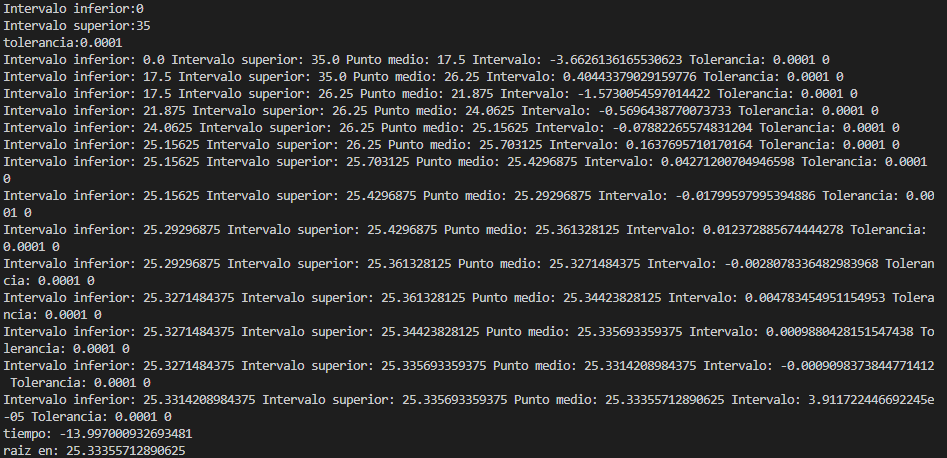 Intervalo inferior:0
Intervalo superior:35
tolerancia:0.0001
Intervalo inferior: 0.0 Intervalo superior: 35.0 Punto medio: 17.5 Intervalo: -3.6626136165530623 Tolerancia: 0.0001 0
Intervalo inferior: 17.5 Intervalo superior: 35.0 Punto medio: 26.25 Intervalo: 0.40443379029159776 Tolerancia: 0.0001 0
Intervalo inferior: 17.5 Intervalo superior: 26.25 Punto medio: 21.875 Intervalo: -1.5730054597014422 Tolerancia: 0.0001 0
Intervalo inferior: 21.875 Intervalo superior: 26.25 Punto medio: 24.0625 Intervalo: -0.5696438770073733 Tolerancia: 0.0001 0
Intervalo inferior: 24.0625 Intervalo superior: 26.25 Punto medio: 25.15625 Intervalo: -0.07882265574831204 Tolerancia: 0.0001 0
Intervalo inferior: 25.15625 Intervalo superior: 26.25 Punto medio: 25.703125 Intervalo: 0.1637695710170164 Tolerancia: 0.0001 0
Intervalo inferior: 25.15625 Intervalo superior: 25.703125 Punto medio: 25.4296875 Intervalo: 0.04271200704946598 Tolerancia: 0.0001
0
Intervalo inferior: 25.15625 Intervalo superior: 25.4296875 Punto medio: 25.29296875 Intervalo: -0.01799597995394886 Tolerancia: 0.00
01 0
Intervalo inferior: 25.29296875 Intervalo superior: 25.4296875 Punto medio: 25.361328125 Intervalo: 0.012372885674444278 Tolerancia:
0.0001 0
Intervalo inferior: 25.29296875 Intervalo superior: 25.361328125 Punto medio: 25.3271484375 Intervalo: -0.0028078336482983968 Toleran
cia: 0.0001 0
Intervalo inferior: 25.3271484375 Intervalo superior: 25.361328125 Punto medio: 25.34423828125 Intervalo: 0.004783454951154953 Tolera
ncia: 0.0001 0
Intervalo inferior: 25.3271484375 Intervalo superior: 25.34423828125 Punto medio: 25.335693359375 Intervalo: 0.0009880428151547438 To
lerancia: 0.0001 0
Intervalo inferior: 25.3271484375 Intervalo superior: 25.335693359375 Punto medio: 25.3314208984375 Intervalo: -0.0009098373844771412
Tolerancia: 0.0001 0
Intervalo inferior: 25.3314208984375 Intervalo superior: 25.335693359375 Punto medio: 25.33355712890625 Intervalo: 3.911722446692245e
-05 Tolerancia: 0.0001 0
tiempo: -13.997000932693481
raiz en: 25.33355712890625